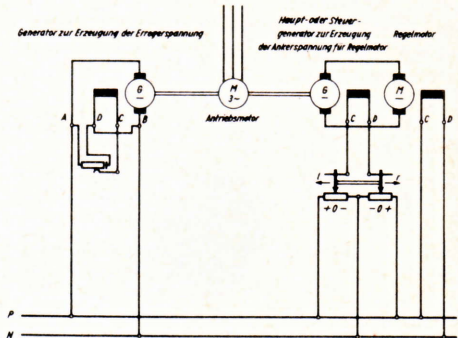 Generator zur Erzeugung der Erregerspannung
Haupt- oder Steuer-
generator zur Erzeugung
der Ankerspannung für Regelmotor
Regelmotor
G
–
M
3~
G
–
M
–
A
D
C
B
Antriebsmotor
C
D
C
D
l
r
+ 0 –
– 0 +
P
N